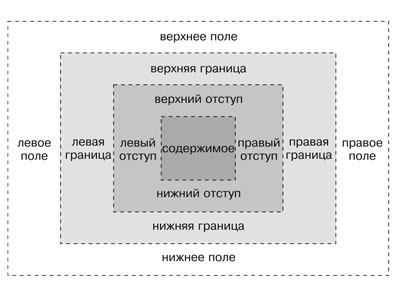 верхнее поле
верхняя граница
верхний отступ
левое
поле
левая
граница
левый
отступ
содержимое
правый
отступ
правая
граница
правое
поле
нижний отступ
нижняя граница
нижнее поле